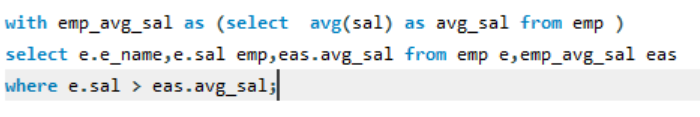 with emp_avg_sal as (select  avg(sal) as avg_sal from emp )
select e.e_name,e.sal emp,eas.avg_sal from emp e,emp_avg_sal eas
where e.sal > eas.avg_sal;